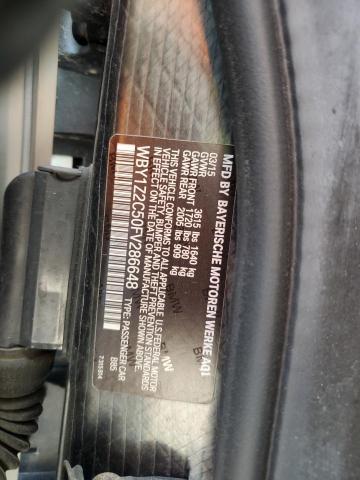 MFD BY BAYERISCHE MOTOREN WERKE AG
03/15
GVWR 3615 lbs 1640 kg
GAWR FRONT 1720 lbs 780 kg
GAWR REAR 2005 lbs 909 kg
THIS VEHICLE CONFORMS TO ALL APPLICABLE U.S. FEDERAL MOTOR
VEHICLE SAFETY, BUMPER AND THEFT PREVENTION STANDARDS
IN EFFECT ON THE DATE OF MANUFACTURE SHOWN ABOVE.
WBY1Z2C50FV286648 TYPE: PASSENGER CAR
B85
BMW